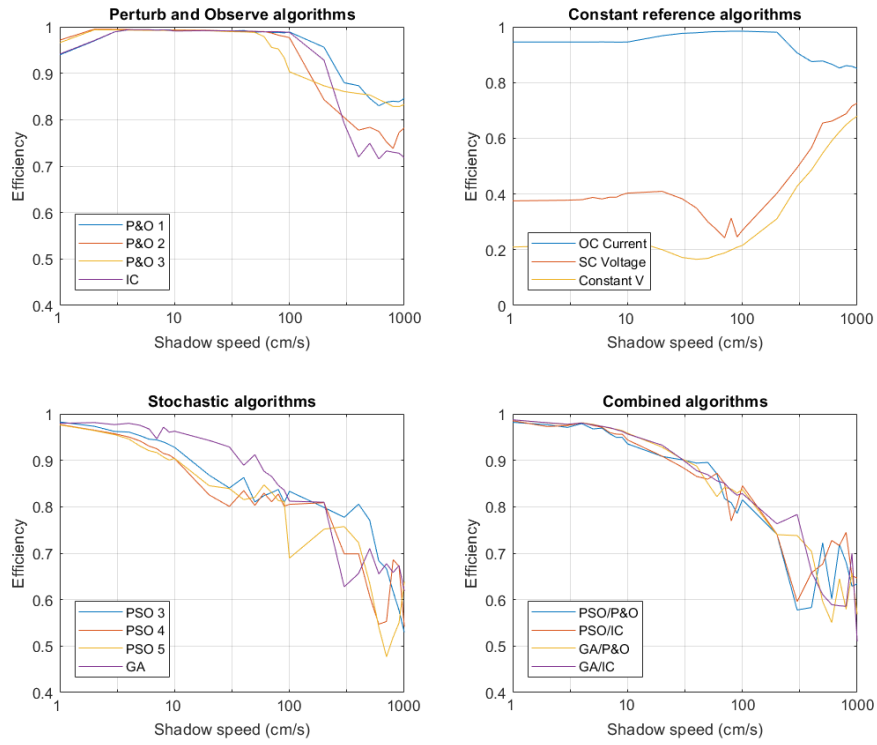 Perturb and Observe algorithms
1
0.9
0.8
0.7
0.6
0.5
0.4
Efficiency
P&O 1
P&O 2
P&O 3
IC
1
10
100
1000
Shadow speed (cm/s)
Constant reference algorithms
1
0.8
0.6
0.4
0.2
0
Efficiency
OC Current
SC Voltage
Constant V
1
10
100
1000
Shadow speed (cm/s)
Stochastic algorithms
1
0.9
0.8
0.7
0.6
0.5
0.4
Efficiency
PSO 3
PSO 4
PSO 5
GA
1
10
100
1000
Shadow speed (cm/s)
Combined algorithms
1
0.9
0.8
0.7
0.6
0.5
0.4
Efficiency
PSO/P&O
PSO/IC
GA/P&O
GA/IC
1
10
100
1000
Shadow speed (cm/s)